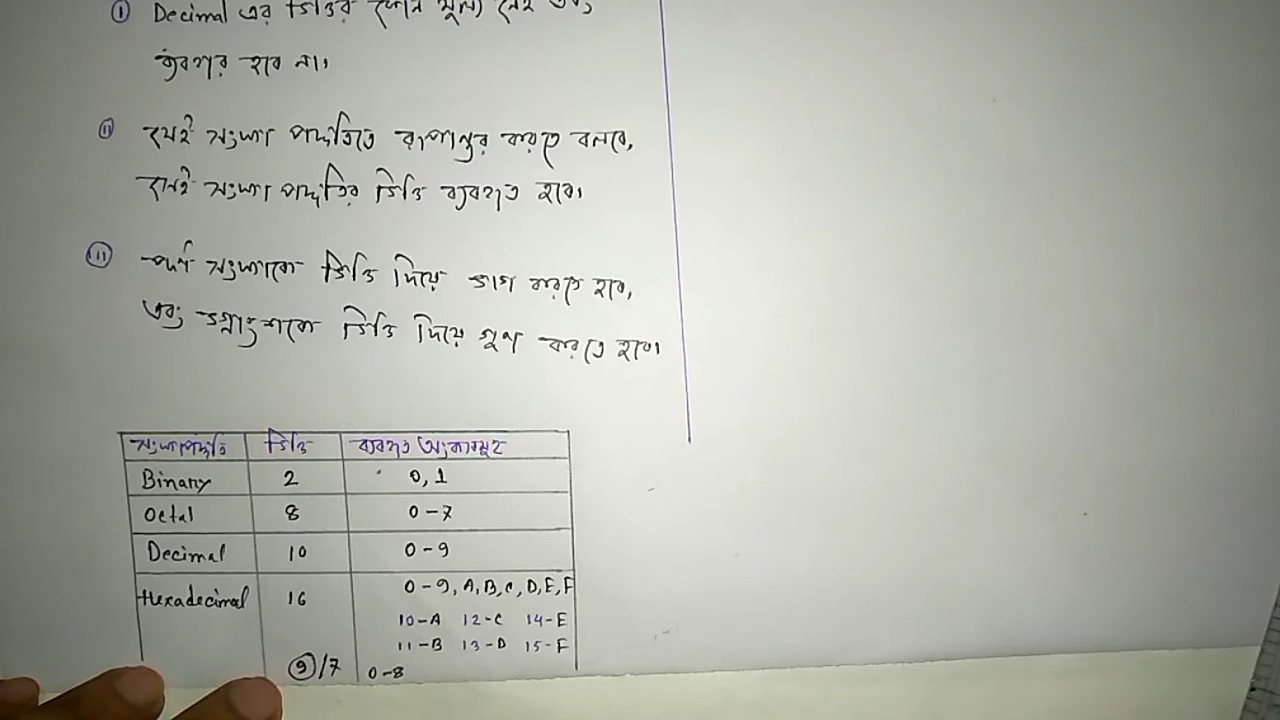 ① Decimal এর ভিত্তির কোন মূল্য নেই এবং
ব্যবহার হবে না।
② যেই সংখ্যা পদ্ধতিতে রূপান্তর করতে বলবে,
সেই সংখ্যা পদ্ধতির ভিত্তি ব্যবহৃত হবে।
③ পূর্ণ সংখ্যাকে ভিত্তি দিয়ে ভাগ করতে হবে,
এবং ভগ্নাংশকে ভিত্তি দিয়ে গুণ করতে হবে।
সংখ্যাপদ্ধতি ভিত্তি ব্যবহৃত অংকসমূহ
Binary 2 0, 1
Octal 8 0 - 7
Decimal 10 0 - 9
Hexadecimal 16 0 - 9, A, B, C, D, E, F
10-A 12-C 14-E
11-B 13-D 15-F
⑨/7 0-8